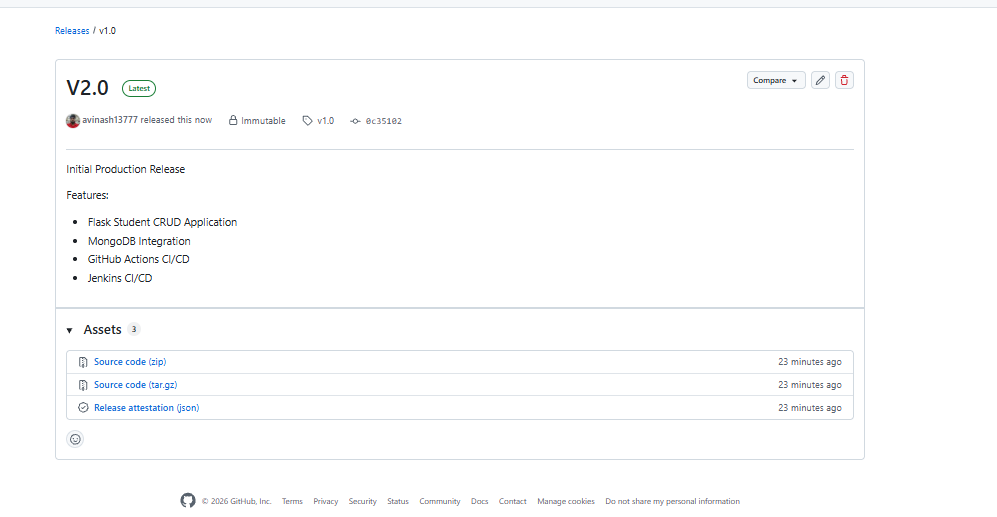 Releases / v1.0
V2.0 Latest
Compare
avinash13777 released this now Immutable v1.0 0c35102
Initial Production Release
Features:
• Flask Student CRUD Application
• MongoDB Integration
• GitHub Actions CI/CD
• Jenkins CI/CD
Assets 3
Source code (zip) 23 minutes ago
Source code (tar.gz) 23 minutes ago
Release attestation (json) 23 minutes ago
© 2026 GitHub, Inc. Terms Privacy Security Status Community Docs Contact Manage cookies Do not share my personal information